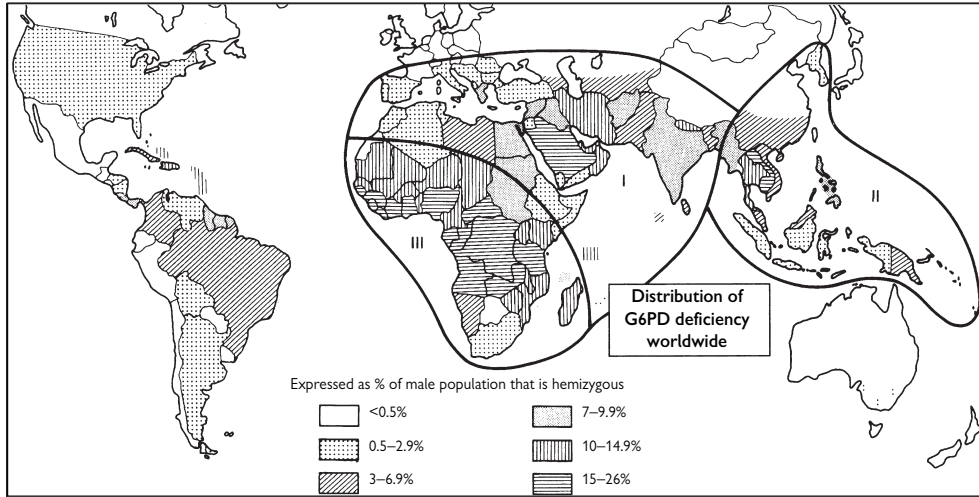 I
II
III
Distribution of
G6PD deficiency
worldwide
Expressed as % of male population that is hemizygous
<0.5%
7–9.9%
0.5–2.9%
10–14.9%
3–6.9%
15–26%